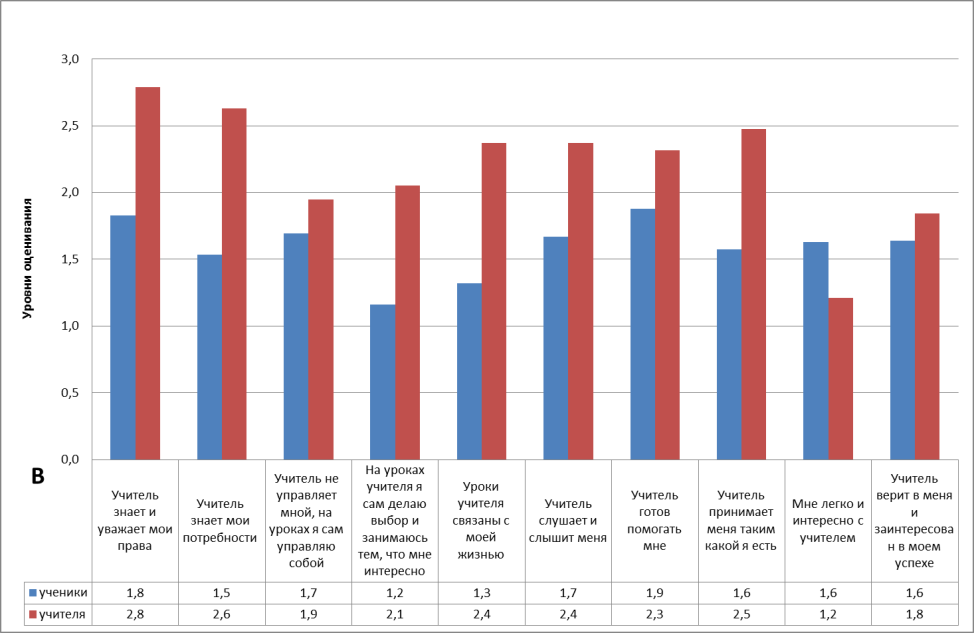 3,0
2,5
2,0
1,5
1,0
0,5
0,0
Уровни оценивания
В
Учитель
знает и
уважает мои
права
Учитель
знает мои
потребности
Учитель не
управляет
мной, на
уроках я сам
управляю
собой
На уроках
учителя я
сам делаю
выбор и
занимаюсь
тем, что мне
интересно
Уроки
учителя
связаны с
моей
жизнью
Учитель
слушает и
слышит меня
Учитель
готов
помогать
мне
Учитель
принимает
меня таким
какой я есть
Мне легко и
интересно с
учителем
Учитель
верит в меня
и
заинтересова
н в моем
успехе
ученики 1,8 1,5 1,7 1,2 1,3 1,7 1,9 1,6 1,6 1,6
учителя 2,8 2,6 1,9 2,1 2,4 2,4 2,3 2,5 1,2 1,8